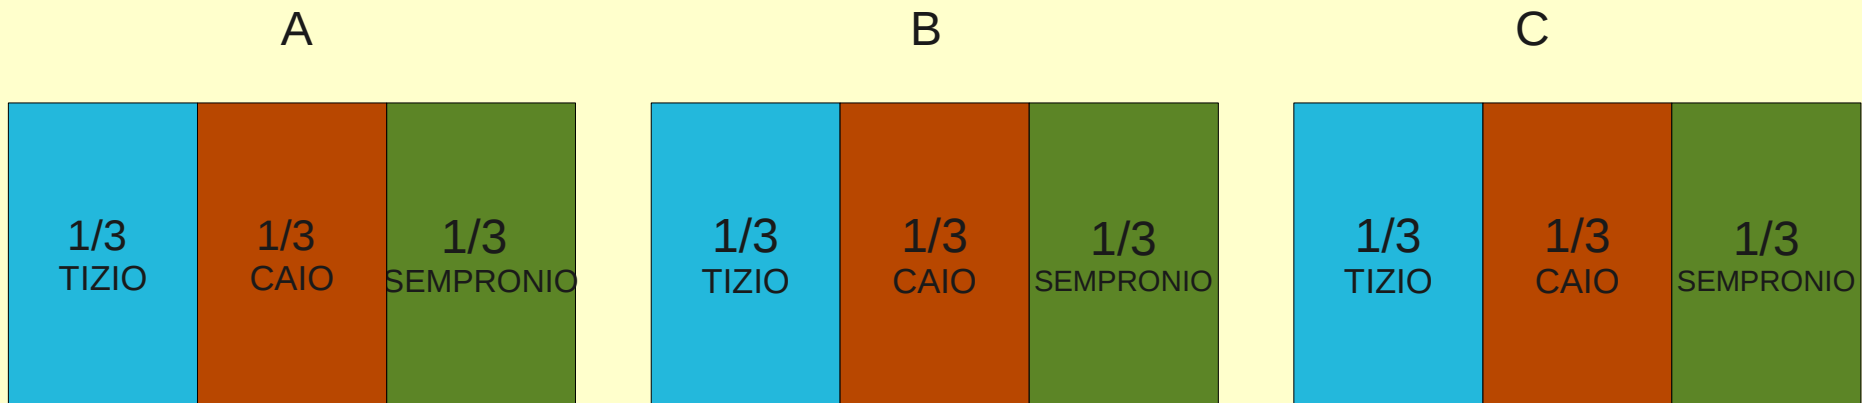 A
B
C
1/3
TIZIO
1/3
CAIO
1/3
SEMPRONIO
1/3
TIZIO
1/3
CAIO
1/3
SEMPRONIO
1/3
TIZIO
1/3
CAIO
1/3
SEMPRONIO